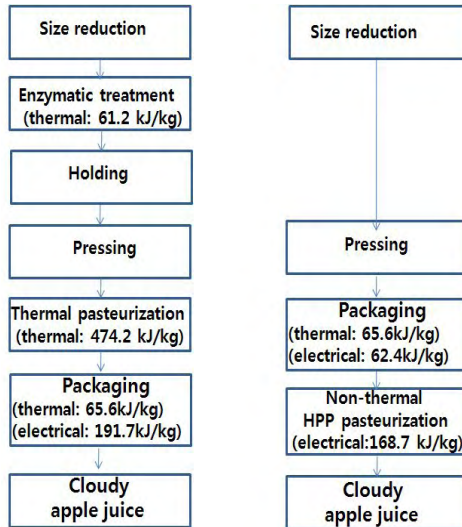 Size reduction
Enzymatic treatment
(thermal: 61.2 kJ/kg)
Holding
Pressing
Thermal pasteurization
(thermal: 474.2 kJ/kg)
Packaging
(thermal: 65.6kJ/kg)
(electrical: 191.7kJ/kg)
Cloudy
apple juice
Size reduction
Pressing
Packaging
(thermal: 65.6kJ/kg)
(electrical: 62.4kJ/kg)
Non-thermal
HPP pasteurization
(electrical:168.7 kJ/kg)
Cloudy
apple juice